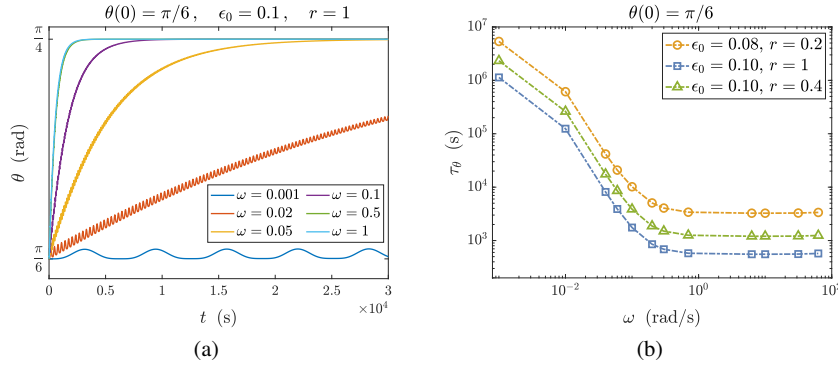 θ(0) = π/6 , ϵ₀ = 0.1 , r = 1
π/4
θ (rad)
π/6
ω = 0.001
ω = 0.02
ω = 0.05
ω = 0.1
ω = 0.5
ω = 1
0 0.5 1 1.5 2 2.5 3
×10⁴
t (s)
(a)
θ(0) = π/6
10⁷
10⁶
10⁵
10⁴
10³
τ_θ (s)
ϵ₀ = 0.08, r = 0.2
ϵ₀ = 0.10, r = 1
ϵ₀ = 0.10, r = 0.4
10⁻² 10⁰ 10²
ω (rad/s)
(b)